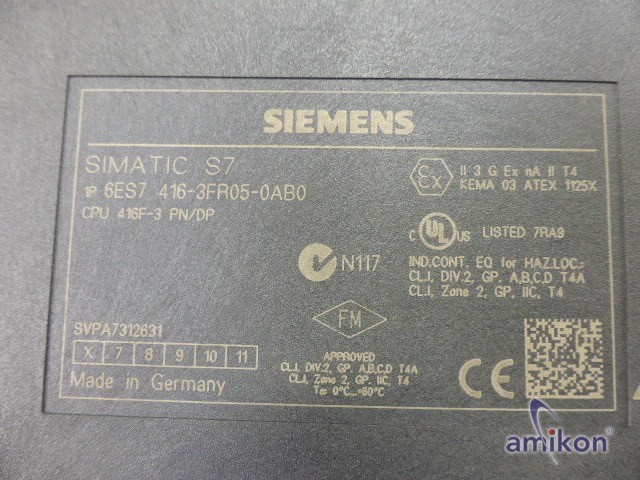 SIEMENS
SIMATIC S7
1P 6ES7 416-3FR05-0AB0
CPU 416F-3 PN/DP
Ex
II 3 G Ex nA II T4
KEMA 03 ATEX 1125X
c UL US LISTED 7RA9
IND.CONT. EQ for HAZ.LOC.:
CL.I, DIV.2, GP. A,B,C,D T4A
CL.I, Zone 2, GP. IIC, T4
N117
FM
APPROVED
CL.I, DIV.2, GP. A,B,C,D T4A
CL.I, Zone 2, GP. IIC, T4
Ta: 0°C...+60°C
SVPA7312631
X 7 8 9 10 11
Made in Germany
CE
amikon